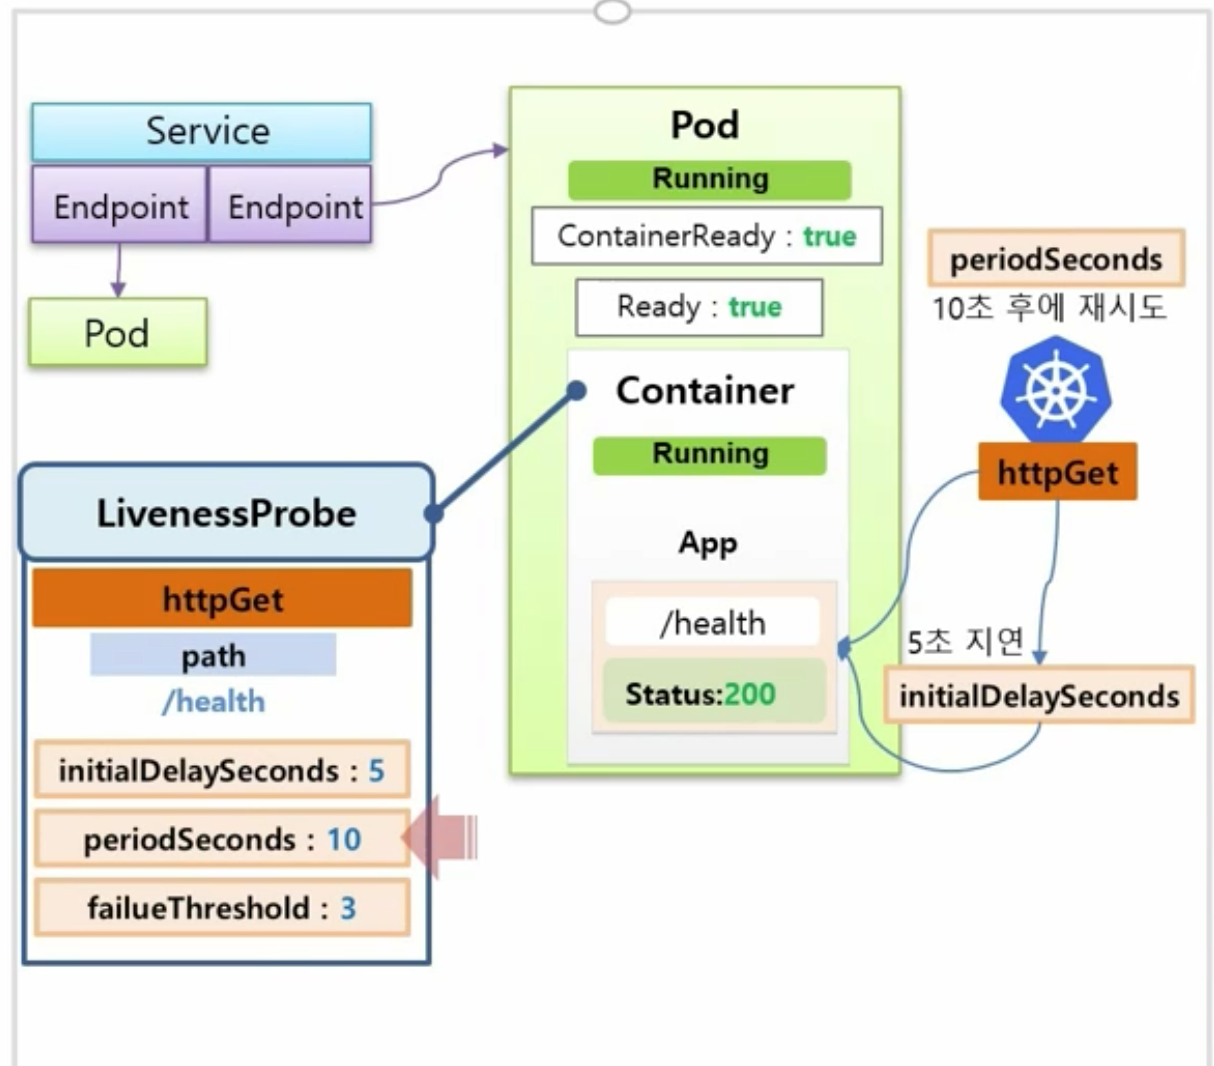 Service
Endpoint
Endpoint
Pod
Pod
Running
ContainerReady : true
Ready : true
Container
Running
App
/health
Status:200
periodSeconds
10초 후에 재시도
httpGet
5초 지연
initialDelaySeconds
LivenessProbe
httpGet
path
/health
initialDelaySeconds : 5
periodSeconds : 10
failueThreshold : 3